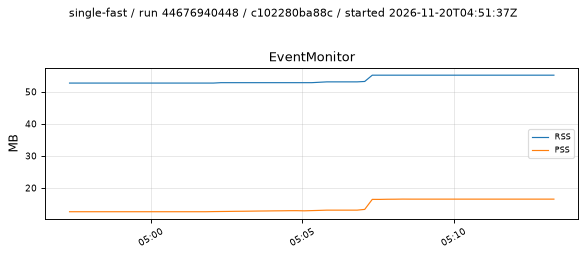 single-fast / run 44676940448 / c102280ba88c / started 2026-11-20T04:51:37Z
EventMonitor
MB
50
40
30
20
RSS
PSS
05:00
05:05
05:10